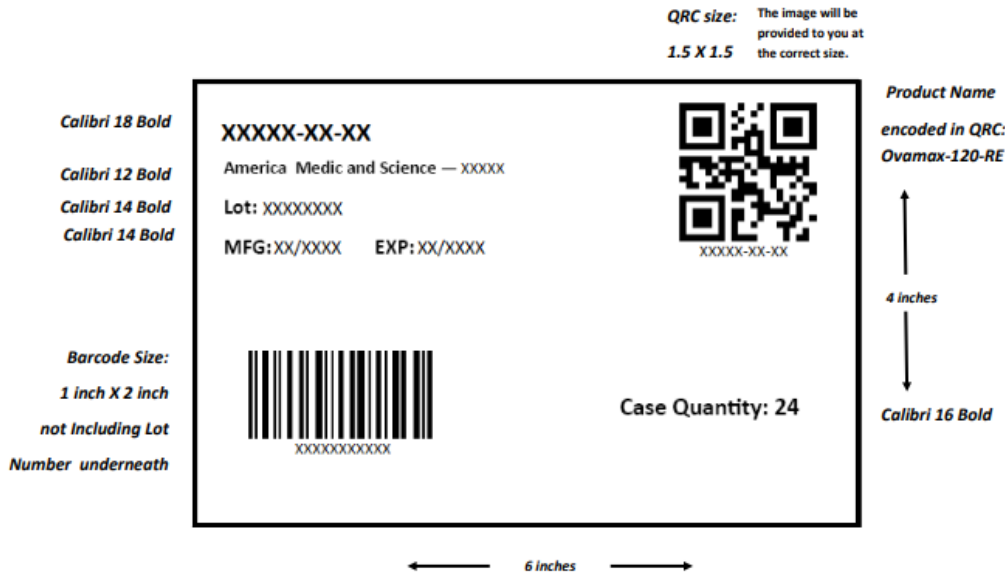 QRC size:
1.5 X 1.5
The image will be
provided to you at
the correct size.
Calibri 18 Bold
Calibri 12 Bold
Calibri 14 Bold
Calibri 14 Bold
XXXXX-XX-XX
America Medic and Science — XXXXX
Lot: XXXXXXXX
MFG: XX/XXXX EXP: XX/XXXX
XXXXX-XX-XX
Product Name
encoded in QRC:
Ovamax-120-RE
4 inches
Calibri 16 Bold
Barcode Size:
1 inch X 2 inch
not Including Lot
Number underneath
XXXXXXXXXXX
Case Quantity: 24
6 inches